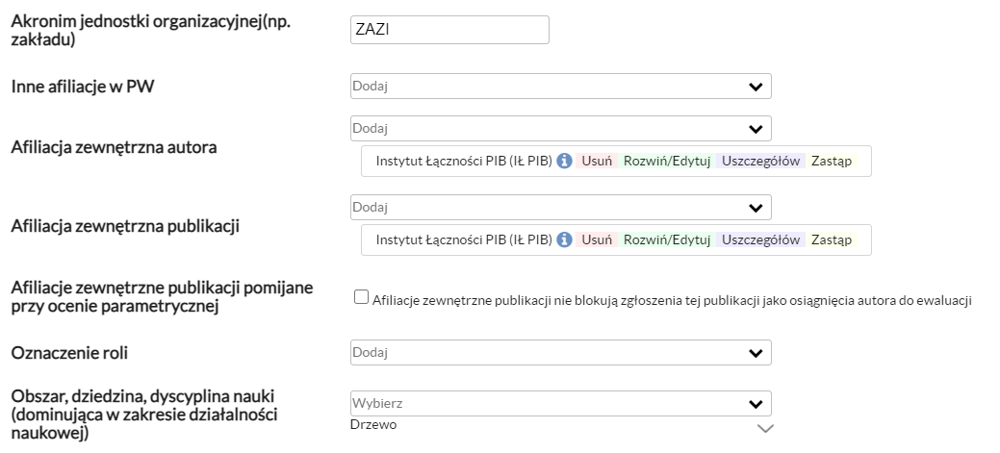 Akronim jednostki organizacyjnej(np.
zakładu)
ZAZI
Inne afiliacje w PW
Dodaj
Afiliacja zewnętrzna autora
Dodaj
Instytut Łączności PIB (IŁ PIB) i Usuń Rozwiń/Edytuj Uszczegółów Zastąp
Afiliacja zewnętrzna publikacji
Dodaj
Instytut Łączności PIB (IŁ PIB) i Usuń Rozwiń/Edytuj Uszczegółów Zastąp
Afiliacje zewnętrzne publikacji pomijane
przy ocenie parametrycznej
Afiliacje zewnętrzne publikacji nie blokują zgłoszenia tej publikacji jako osiągnięcia autora do ewaluacji
Oznaczenie roli
Dodaj
Obszar, dziedzina, dyscyplina nauki
(dominująca w zakresie działalności
naukowej)
Wybierz
Drzewo